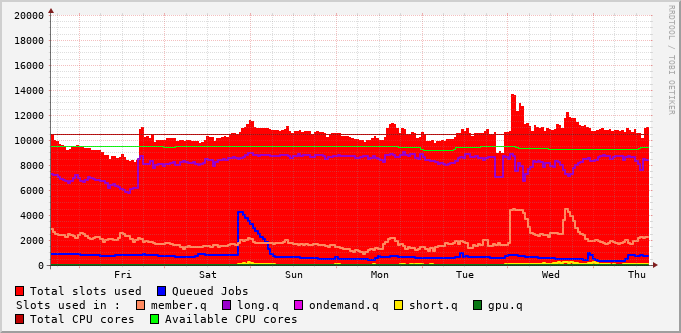 20000
18000
16000
14000
12000
10000
8000
6000
4000
2000
0
Fri Sat Sun Mon Tue Wed Thu
RRDTOOL / TOBI OETIKER
Total slots used Queued Jobs
Slots used in : member.q long.q ondemand.q short.q gpu.q
Total CPU cores Available CPU cores